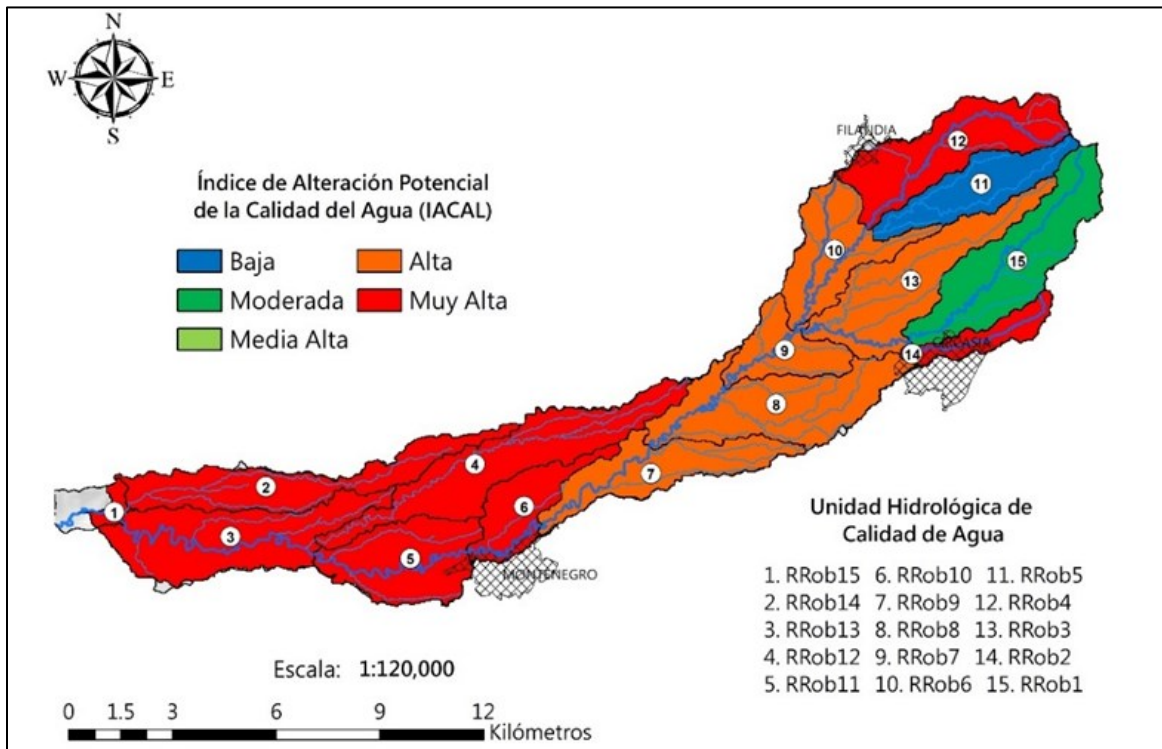 N
W E
S
FILANDIA
Índice de Alteración Potencial
de la Calidad del Agua (IACAL)
Baja Alta
Moderada Muy Alta
Media Alta
12
11
10
15
13
14
9
8
4
7
2
6
1
3
5
MONTENEGRO
Unidad Hidrológica de
Calidad de Agua
1. RRob15 6. RRob10 11. RRob5
2. RRob14 7. RRob9 12. RRob4
3. RRob13 8. RRob8 13. RRob3
4. RRob12 9. RRob7 14. RRob2
5. RRob11 10. RRob6 15. RRob1
Escala: 1:120,000
0 1.5 3 6 9 12
Kilómetros